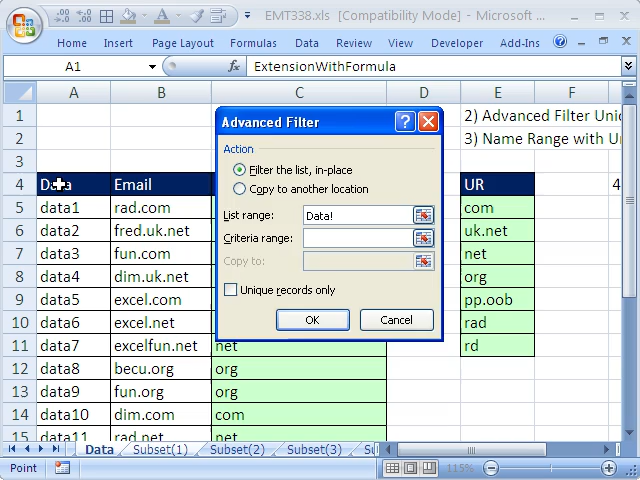 EMT338.xls [Compatibility Mode] - Microsoft ...
Home Insert Page Layout Formulas Data Review Developer Add-Ins
A1 fx ExtensionWithFormula
A B C D E F
1 2) Advanced Filter Uni
2 3) Name Range with Un
3
4 Data Email UR 4
5 data1 rad.com com
6 data2 fred.uk.net uk.net
7 data3 fun.com net
8 data4 dim.uk.net org
9 data5 excel.com pp.oob
10 data6 excel.net rad
11 data7 excelfun.net net rd
12 data8 becu.org org
13 data9 fun.org org
14 data10 dim.com com
15 data11 rad.net net
Advanced Filter
Action
Filter the list, in-place
Copy to another location
List range: Data!
Criteria range:
Copy to:
Unique records only
OK Cancel
Data Subset(1) Subset(2) Subset(3) Su
Point 115%